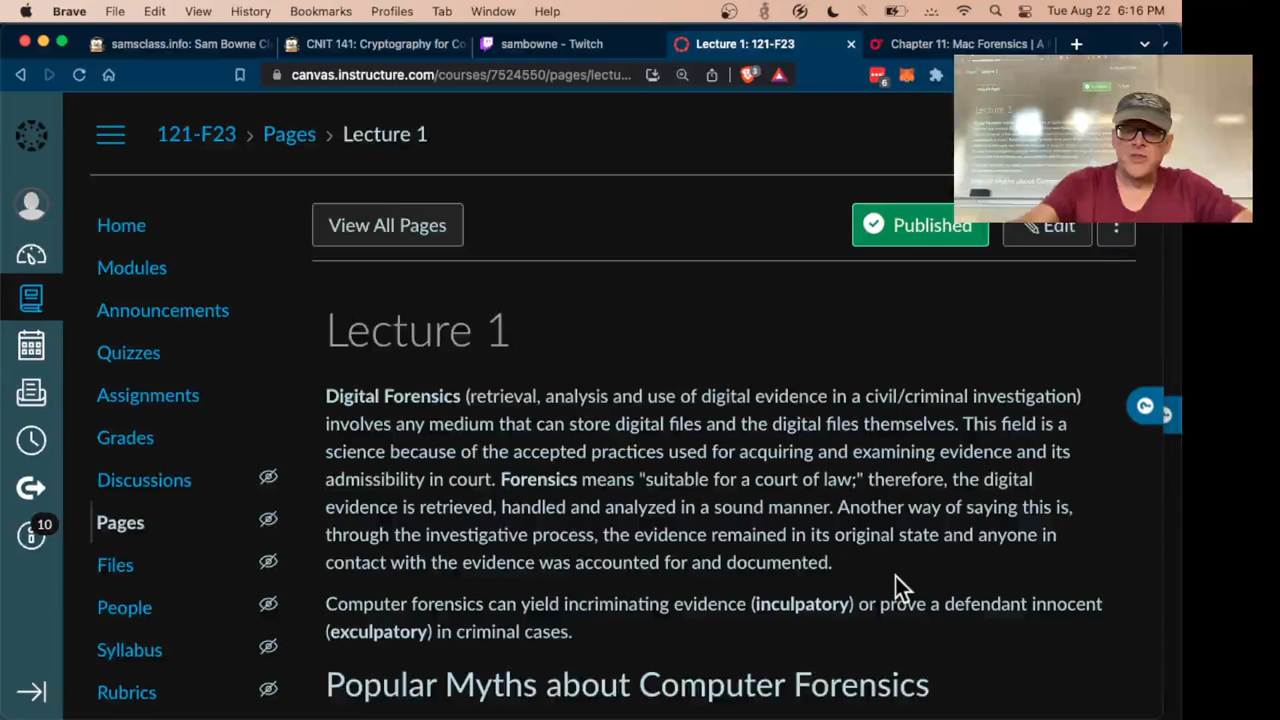 Brave File Edit View History Bookmarks Profiles Tab Window Help Tue Aug 22 6:16 PM
samsclass.info: Sam Bowne Cl CNIT 141: Cryptography for Co sambowne - Twitch Lecture 1: 121-F23 Chapter 11: Mac Forensics | A
canvas.instructure.com/courses/7524550/pages/lectu... 3 6
121-F23 › Pages › Lecture 1
View All Pages Published Edit
Home
Modules
Announcements
Quizzes
Assignments
Grades
Discussions
Pages
10
Files
People
Syllabus
Rubrics
Lecture 1
Digital Forensics (retrieval, analysis and use of digital evidence in a civil/criminal investigation)
involves any medium that can store digital files and the digital files themselves. This field is a
science because of the accepted practices used for acquiring and examining evidence and its
admissibility in court. Forensics means "suitable for a court of law;" therefore, the digital
evidence is retrieved, handled and analyzed in a sound manner. Another way of saying this is,
through the investigative process, the evidence remained in its original state and anyone in
contact with the evidence was accounted for and documented.
Computer forensics can yield incriminating evidence (inculpatory) or prove a defendant innocent
(exculpatory) in criminal cases.
Popular Myths about Computer Forensics
Lecture 1